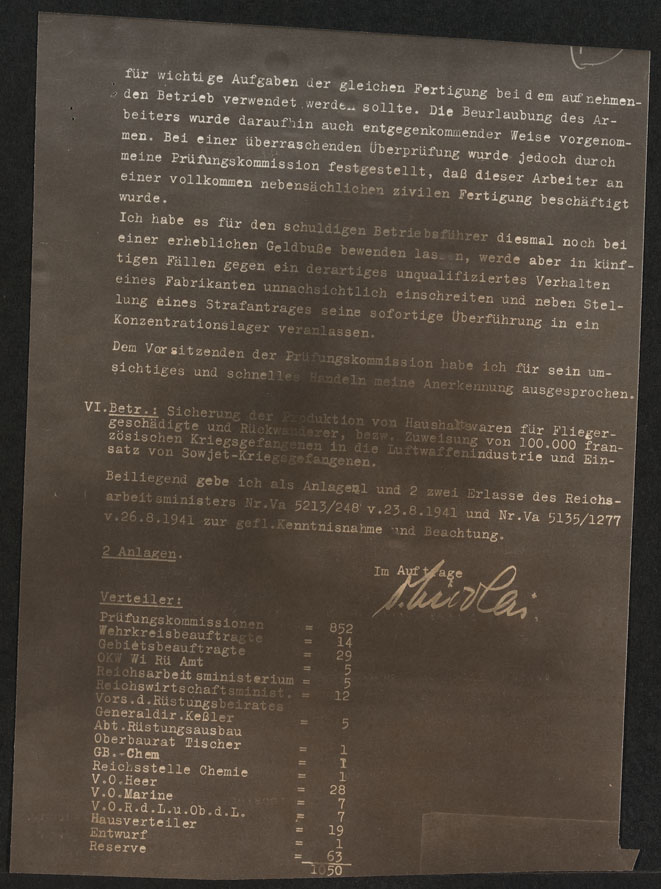 für wichtige Aufgaben der gleichen Fertigung bei dem aufnehmen-
den Betrieb verwendet werden sollte. Die Beurlaubung des Ar-
beiters wurde daraufhin auch entgegenkommender Weise vorgenom-
men. Bei einer überraschenden Überprüfung wurde jedoch durch
meine Prüfungskommission festgestellt, daß dieser Arbeiter an
einer vollkommen nebensächlichen zivilen Fertigung beschäftigt
wurde.
Ich habe es für den schuldigen Betriebsführer diesmal noch bei
einer erheblichen Geldbuße bewenden lassen, werde aber in künf-
tigen Fällen gegen ein derartiges unqualifiziertes Verhalten
eines Fabrikanten unnachsichtlich einschreiten und neben Stel-
lung eines Strafantrages seine sofortige Überführung in ein
Konzentrationslager veranlassen.
Dem Vorsitzenden der Prüfungskommission habe ich für sein um-
sichtiges und schnelles Handeln meine Anerkennung ausgesprochen.
VI. Betr.: Sicherung der Produktion von Haushaltswaren für Flieger-
geschädigte und Rückwanderer, bezw. Zuweisung von 100.000 fran-
zösischen Kriegsgefangenen in die Luftwaffenindustrie und Ein-
satz von Sowjet-Kriegsgefangenen.
Beiliegend gebe ich als Anlagen 1 und 2 zwei Erlasse des Reichs-
arbeitsministers Nr.Va 5213/248 v.23.8.1941 und Nr.Va 5135/1277
v.26.8.1941 zur gefl.Kenntnisnahme und Beachtung.
2 Anlagen.
Im Auftrage
Verteiler:
Prüfungskommissionen = 852
Wehrkreisbeauftragte = 14
Gebietsbeauftragte = 29
OKW Wi Rü Amt = 5
Reichsarbeitsministerium = 5
Reichswirtschaftsminist. = 12
Vors.d.Rüstungsbeirates
Generaldir.Keßler = 5
Abt.Rüstungsausbau
Oberbaurat Tischer = 1
GB.-Chem = 1
Reichsstelle Chemie = 1
V.O.Heer = 28
V.O.Marine = 7
V.O.R.d.L.u.Ob.d.L. = 7
Hausverteiler = 19
Entwurf = 1
Reserve = 63
1050